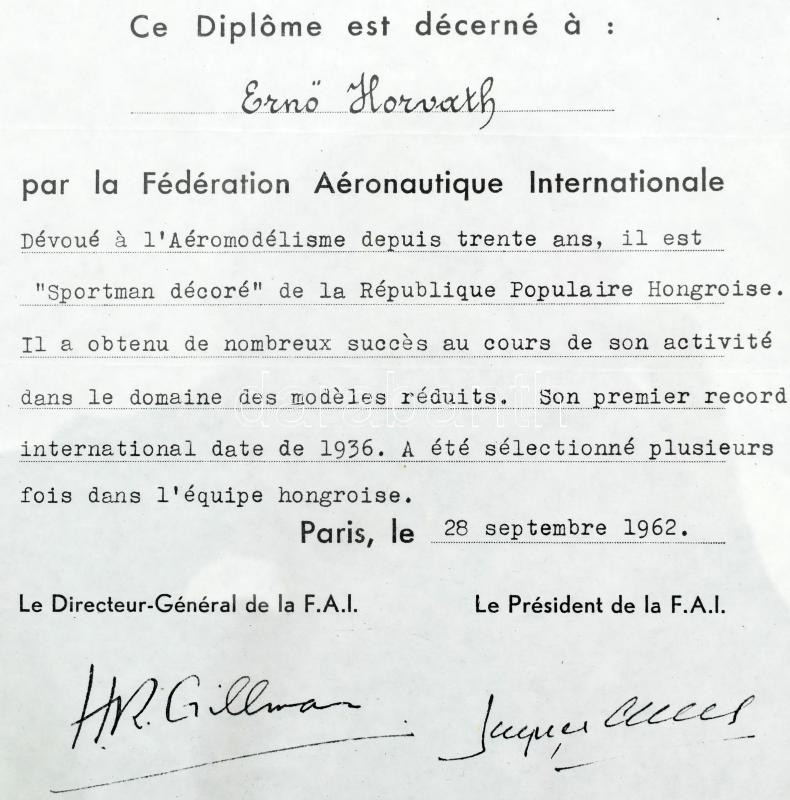 Ce Diplôme est décerné à :
Ernö Horvath
par la Fédération Aéronautique Internationale
Dévoué à l'Aéromodélisme depuis trente ans, il est
"Sportman décoré" de la République Populaire Hongroise.
Il a obtenu de nombreux succès au cours de son activité
dans le domaine des modèles réduits. Son premier record
darabanth
international date de 1936. A été sélectionné plusieurs
fois dans l'équipe hongroise.
Paris, le 28 septembre 1962.
Le Directeur-Général de la F.A.I. Le Président de la F.A.I.
H.R. Gillman Jacques